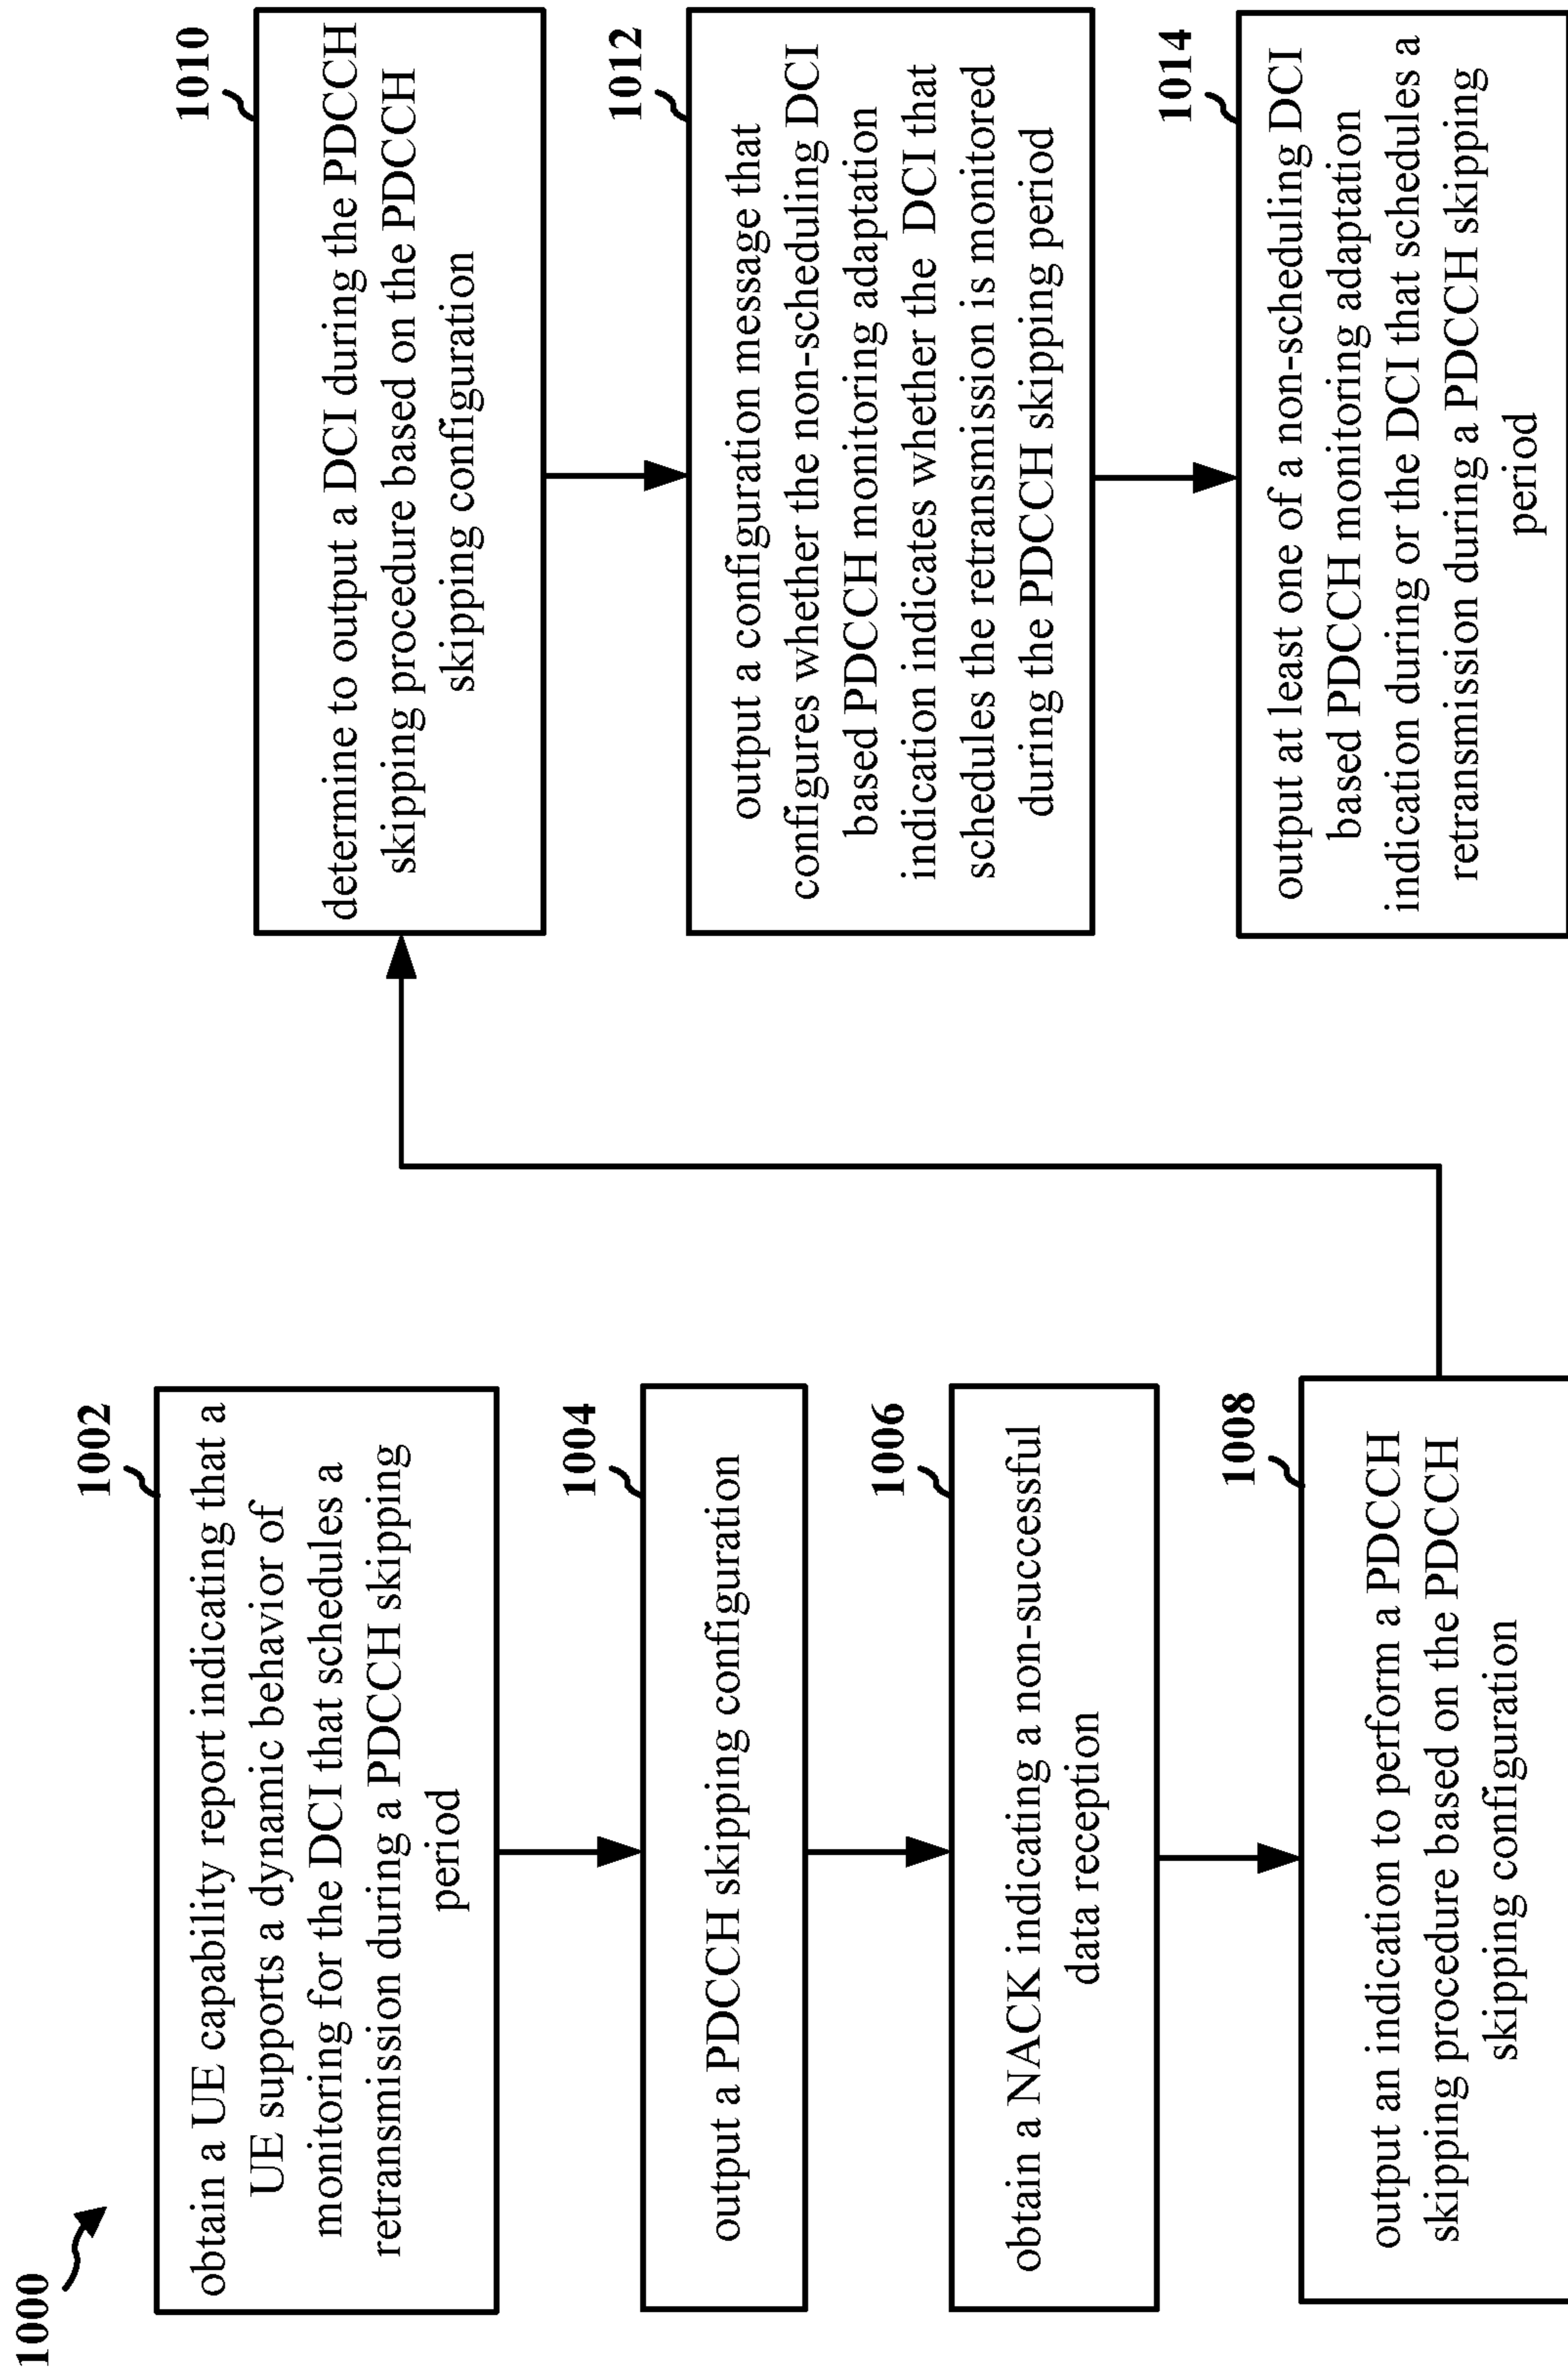 1000
1002
obtain a UE capability report indicating that a
UE supports a dynamic behavior of
monitoring for the DCI that schedules a
retransmission during a PDCCH skipping
period
1004
output a PDCCH skipping configuration
1006
obtain a NACK indicating a non-successful
data reception
1008
output an indication to perform a PDCCH
skipping procedure based on the PDCCH
skipping configuration
1010
determine to output a DCI during the PDCCH
skipping procedure based on the PDCCH
skipping configuration
1012
output a configuration message that
configures whether the non-scheduling DCI
based PDCCH monitoring adaptation
indication indicates whether the DCI that
schedules the retransmission is monitored
during the PDCCH skipping period
1014
output at least one of a non-scheduling DCI
based PDCCH monitoring adaptation
indication during or the DCI that schedules a
retransmission during a PDCCH skipping
period